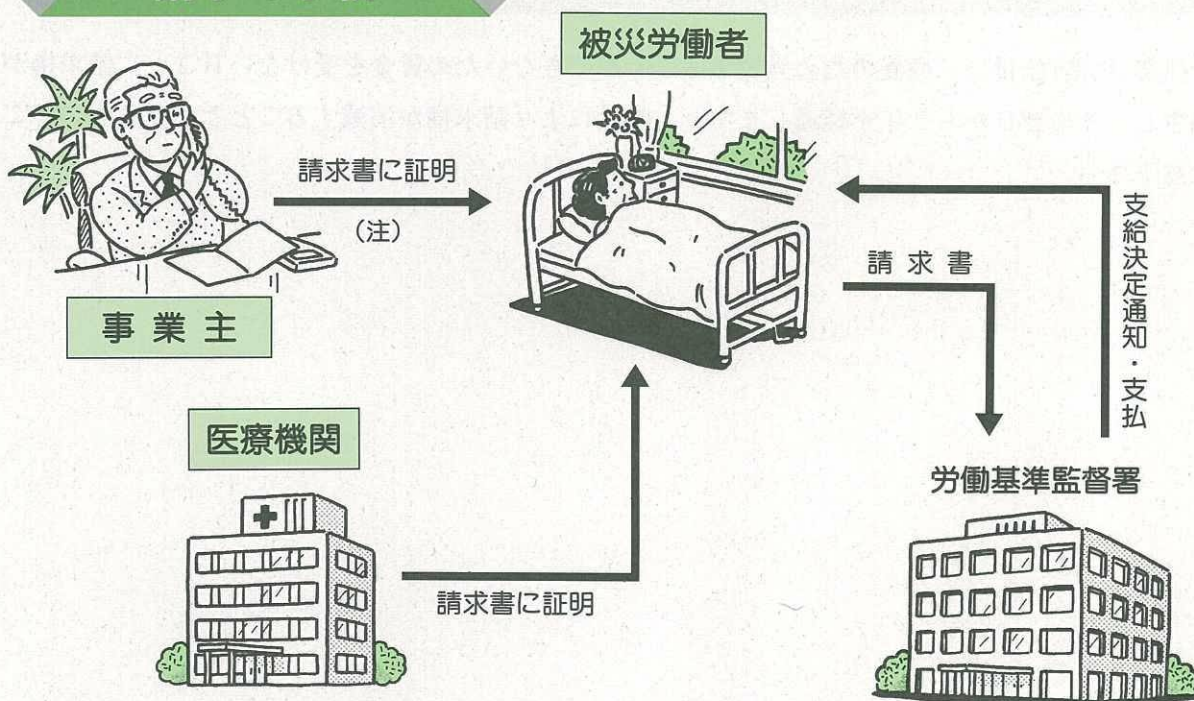 被災労働者
請求書に証明
(注)
事業主
請求書
支給決定通知・支払
医療機関
請求書に証明
労働基準監督署